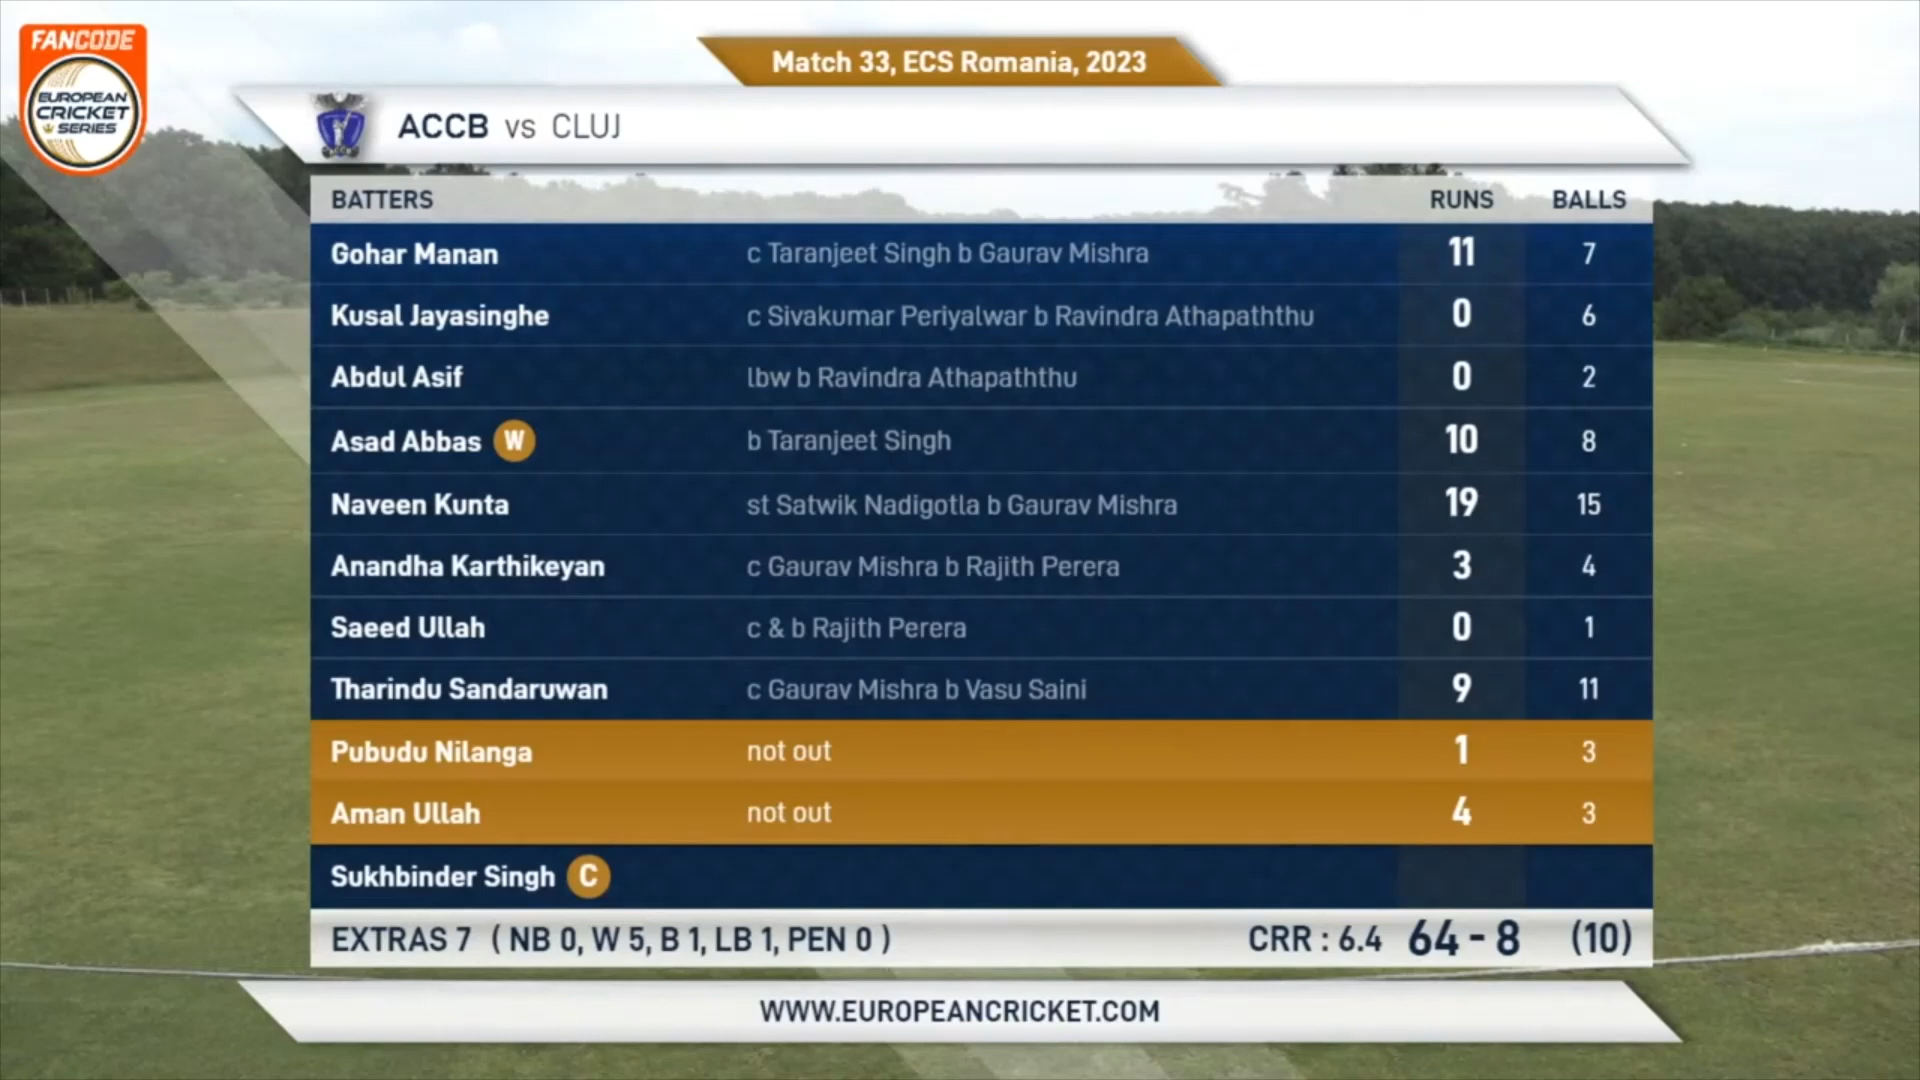 FANCODE
EUROPEAN
CRICKET
SERIES
Match 33, ECS Romania, 2023
ACCB vs CLUJ
BATTERS RUNS BALLS
Gohar Manan c Taranjeet Singh b Gaurav Mishra 11 7
Kusal Jayasinghe c Sivakumar Periyalwar b Ravindra Athapaththu 0 6
Abdul Asif lbw b Ravindra Athapaththu 0 2
Asad Abbas W b Taranjeet Singh 10 8
Naveen Kunta st Satwik Nadigotla b Gaurav Mishra 19 15
Anandha Karthikeyan c Gaurav Mishra b Rajith Perera 3 4
Saeed Ullah c & b Rajith Perera 0 1
Tharindu Sandaruwan c Gaurav Mishra b Vasu Saini 9 11
Pubudu Nilanga not out 1 3
Aman Ullah not out 4 3
Sukhbinder Singh C
EXTRAS 7 ( NB 0, W 5, B 1, LB 1, PEN 0 ) CRR : 6.4 64 - 8 (10)
WWW.EUROPEANCRICKET.COM